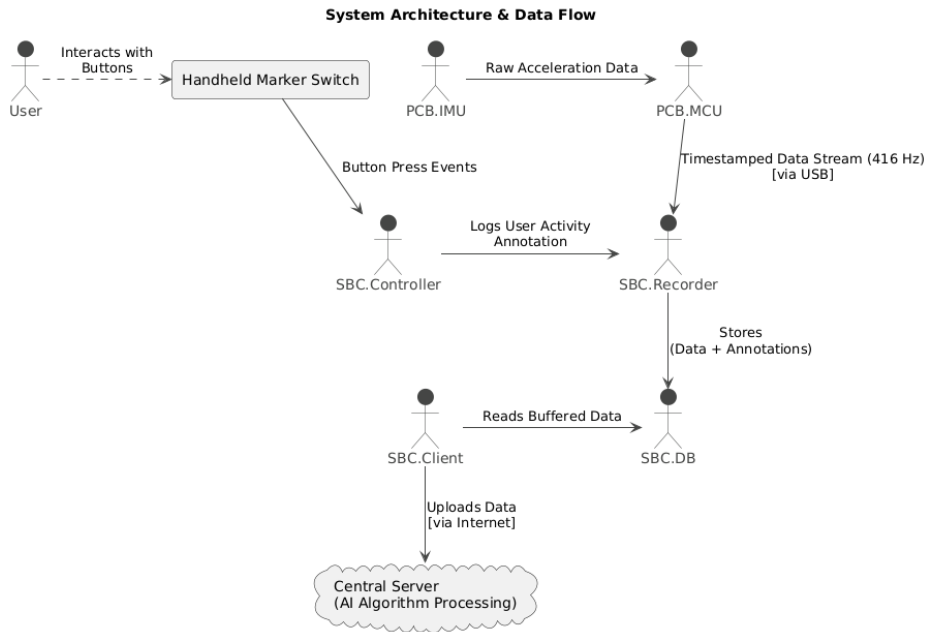 System Architecture & Data Flow
Interacts with
Buttons
User
Handheld Marker Switch
Raw Acceleration Data
PCB.IMU
PCB.MCU
Button Press Events
Timestamped Data Stream (416 Hz)
[via USB]
Logs User Activity
Annotation
SBC.Controller
SBC.Recorder
Stores
(Data + Annotations)
Reads Buffered Data
SBC.Client
SBC.DB
Uploads Data
[via Internet]
Central Server
(AI Algorithm Processing)